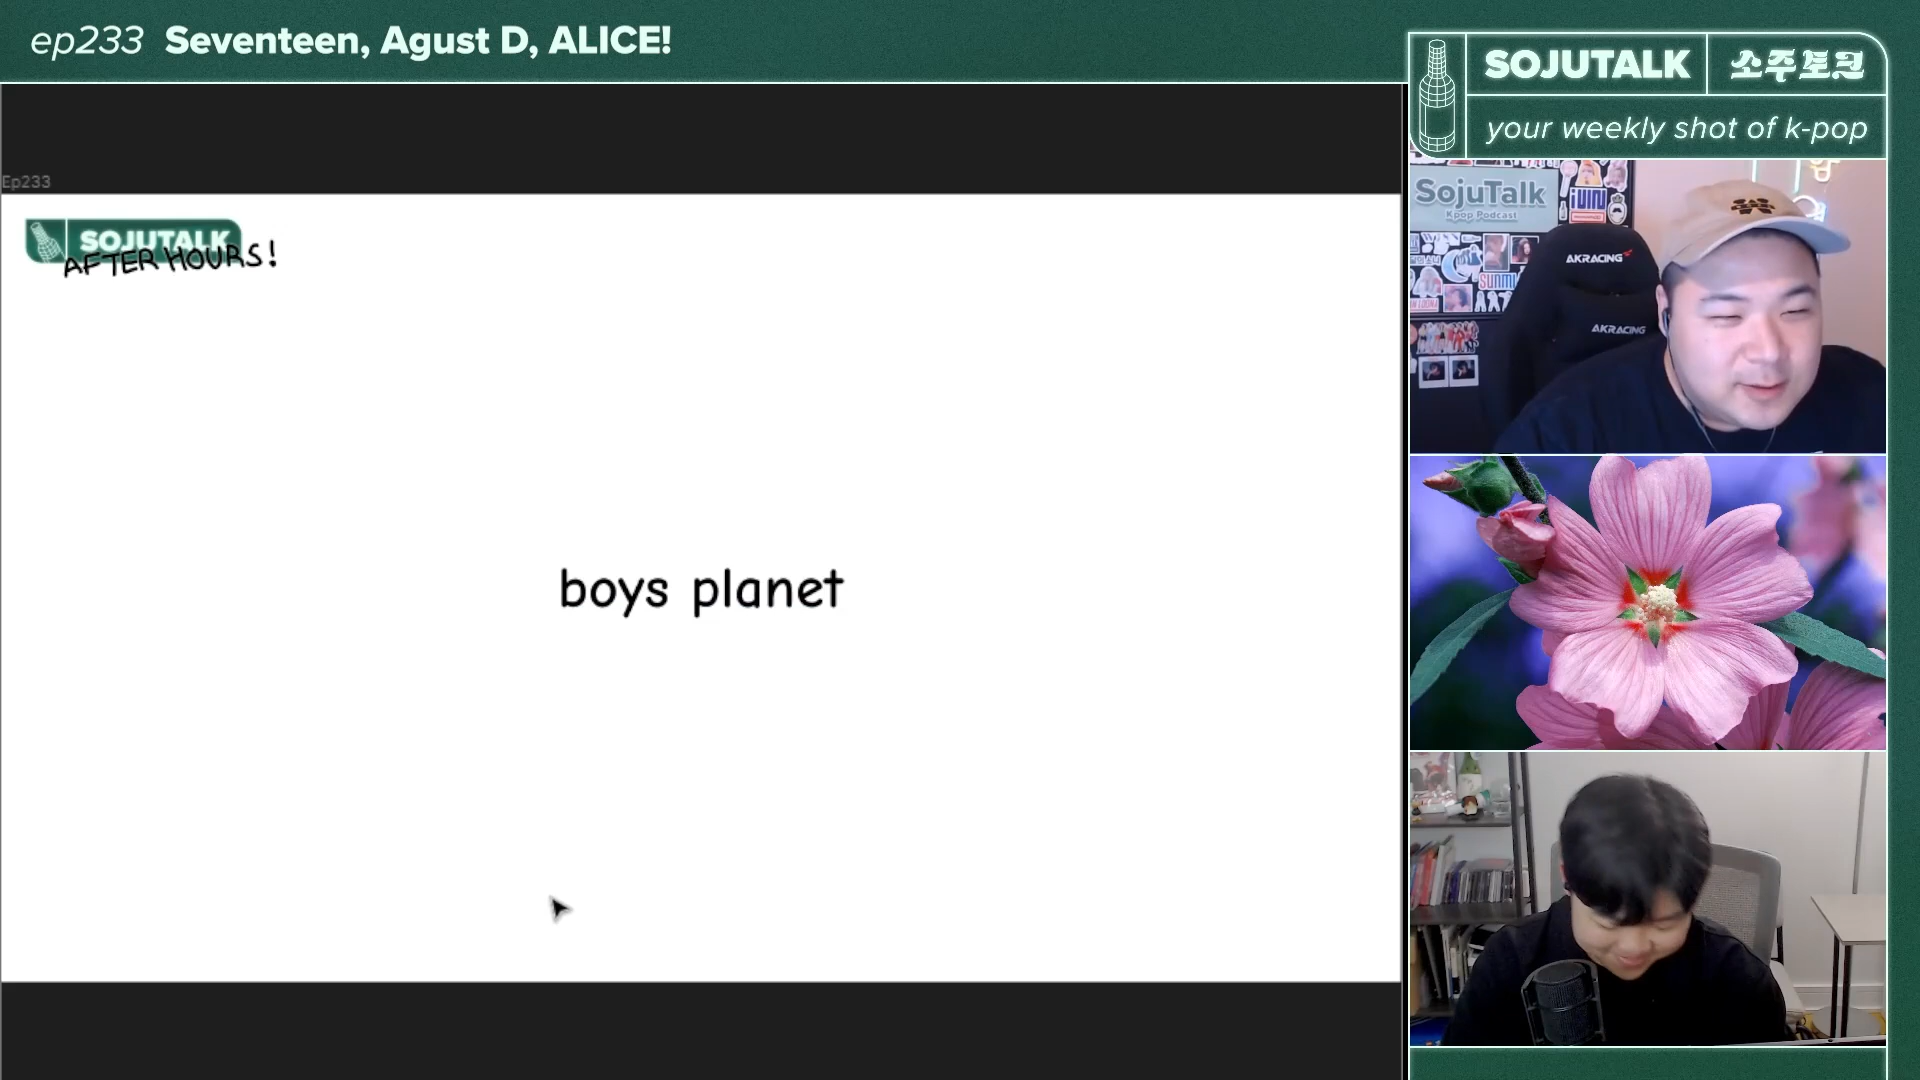 ep233 Seventeen, Agust D, ALICE!
SOJUTALK 소주토크
your weekly shot of k-pop
Ep233
SOJUTALK
AFTER HOURS!
boys planet
SojuTalk
Kpop Podcast
AKRACING
AKRACING
SUNMI